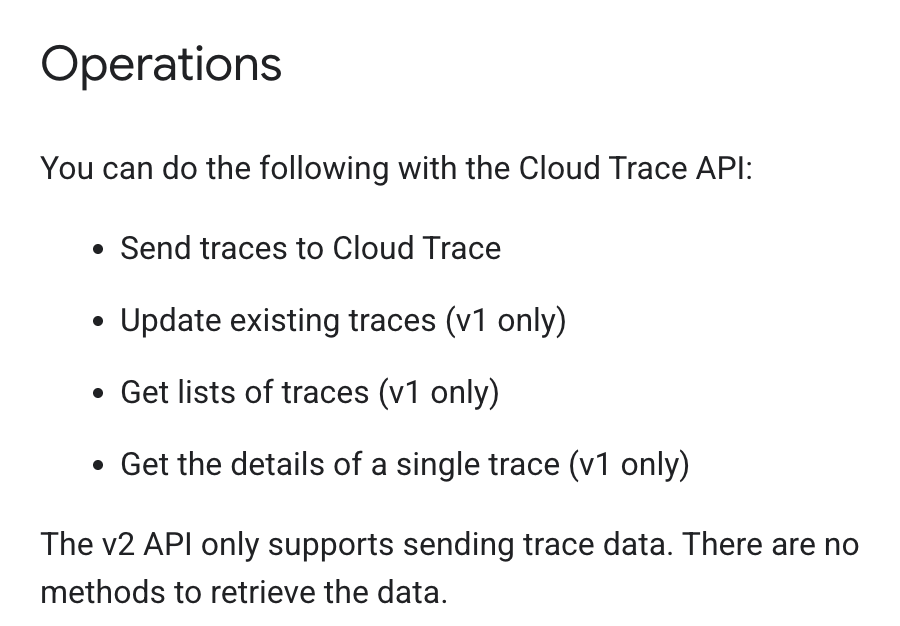 Operations
You can do the following with the Cloud Trace API:
• Send traces to Cloud Trace
• Update existing traces (v1 only)
• Get lists of traces (v1 only)
• Get the details of a single trace (v1 only)
The v2 API only supports sending trace data. There are no
methods to retrieve the data.